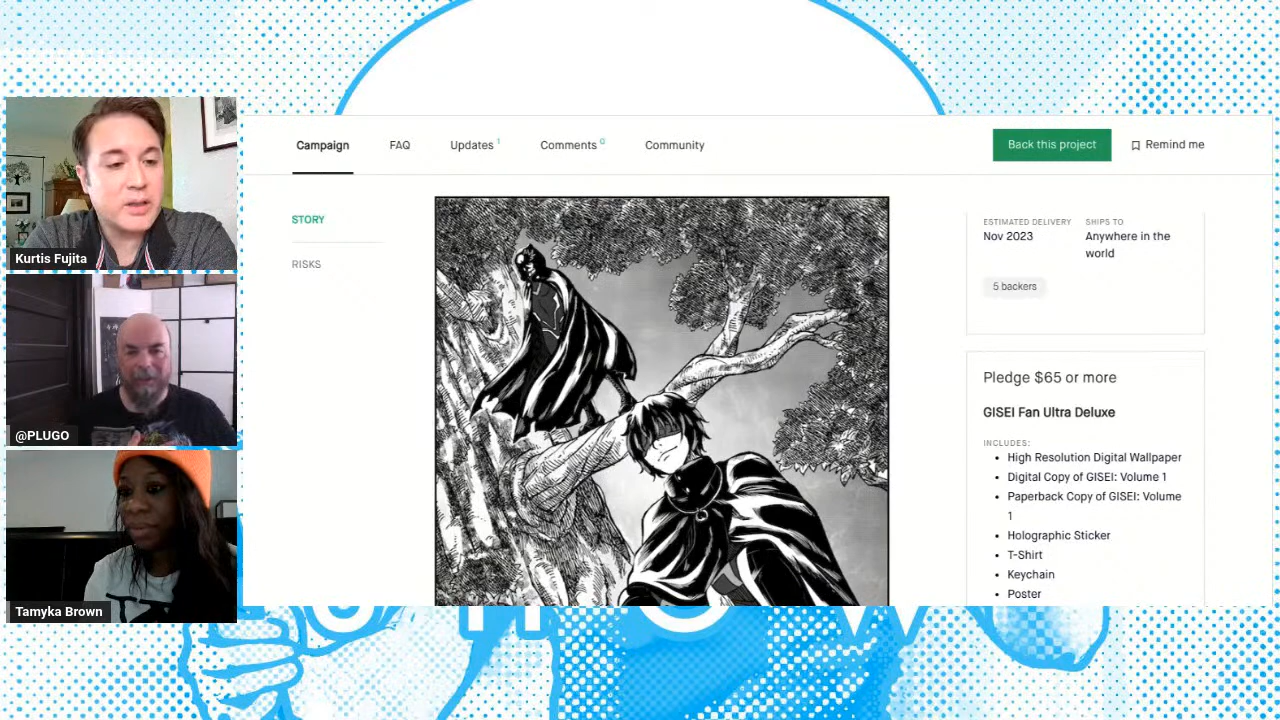 Campaign
FAQ
Updates 1
Comments 0
Community
Back this project
Remind me
STORY
RISKS
ESTIMATED DELIVERY
SHIPS TO
Nov 2023
Anywhere in the
world
5 backers
Pledge $65 or more
GISEI Fan Ultra Deluxe
INCLUDES:
• High Resolution Digital Wallpaper
• Digital Copy of GISEI: Volume 1
• Paperback Copy of GISEI: Volume
1
• Holographic Sticker
• T-Shirt
• Keychain
• Poster
Kurtis Fujita
@PLUGO
Tamyka Brown